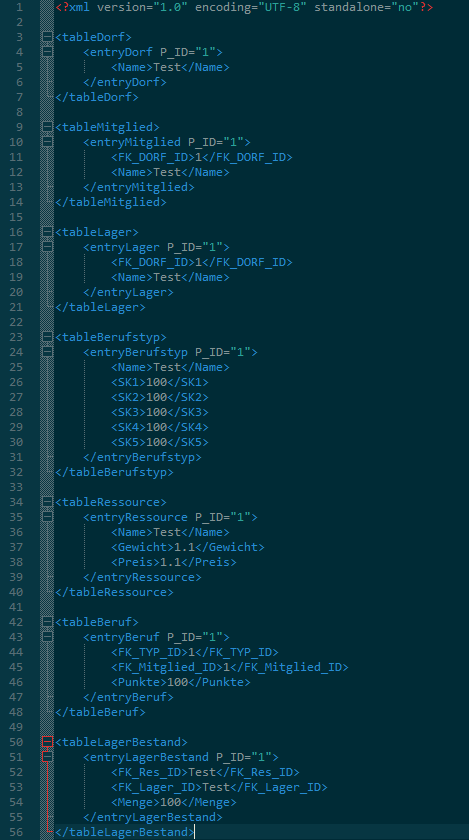 1 <?xml version="1.0" encoding="UTF-8" standalone="no"?>
2
3 <tableDorf>
4 <entryDorf P_ID="1">
5 <Name>Test</Name>
6 </entryDorf>
7 </tableDorf>
8
9 <tableMitglied>
10 <entryMitglied P_ID="1">
11 <FK_DORF_ID>1</FK_DORF_ID>
12 <Name>Test</Name>
13 </entryMitglied>
14 </tableMitglied>
15
16 <tableLager>
17 <entryLager P_ID="1">
18 <FK_DORF_ID>1</FK_DORF_ID>
19 <Name>Test</Name>
20 </entryLager>
21 </tableLager>
22
23 <tableBerufstyp>
24 <entryBerufstyp P_ID="1">
25 <Name>Test</Name>
26 <SK1>100</SK1>
27 <SK2>100</SK2>
28 <SK3>100</SK3>
29 <SK4>100</SK4>
30 <SK5>100</SK5>
31 </entryBerufstyp>
32 </tableBerufstyp>
33
34 <tableRessource>
35 <entryRessource P_ID="1">
36 <Name>Test</Name>
37 <Gewicht>1.1</Gewicht>
38 <Preis>1.1</Preis>
39 </entryRessource>
40 </tableRessource>
41
42 <tableBeruf>
43 <entryBeruf P_ID="1">
44 <FK_TYP_ID>1</FK_TYP_ID>
45 <FK_Mitglied_ID>1</FK_Mitglied_ID>
46 <Punkte>100</Punkte>
47 </entryBeruf>
48 </tableBeruf>
49
50 <tableLagerBestand>
51 <entryLagerBestand P_ID="1">
52 <FK_Res_ID>Test</FK_Res_ID>
53 <FK_Lager_ID>Test</FK_Lager_ID>
54 <Menge>100</Menge>
55 </entryLagerBestand>
56 </tableLagerBestand>